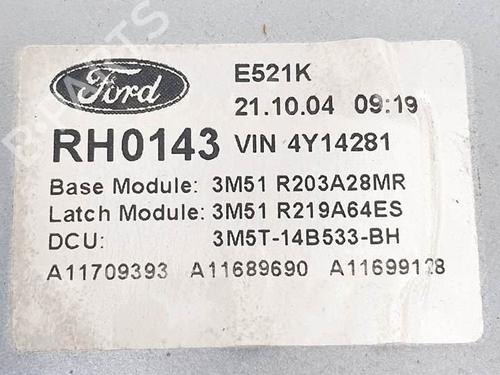 Ford
E521K
21.10.04 09:19
RH0143 VIN 4Y14281
Base Module: 3M51 R203A28MR
Latch Module: 3M51 R219A64ES
DCU: 3M5T-14B533-BH
A11709393 A11689690 A11699128
B-PARTS